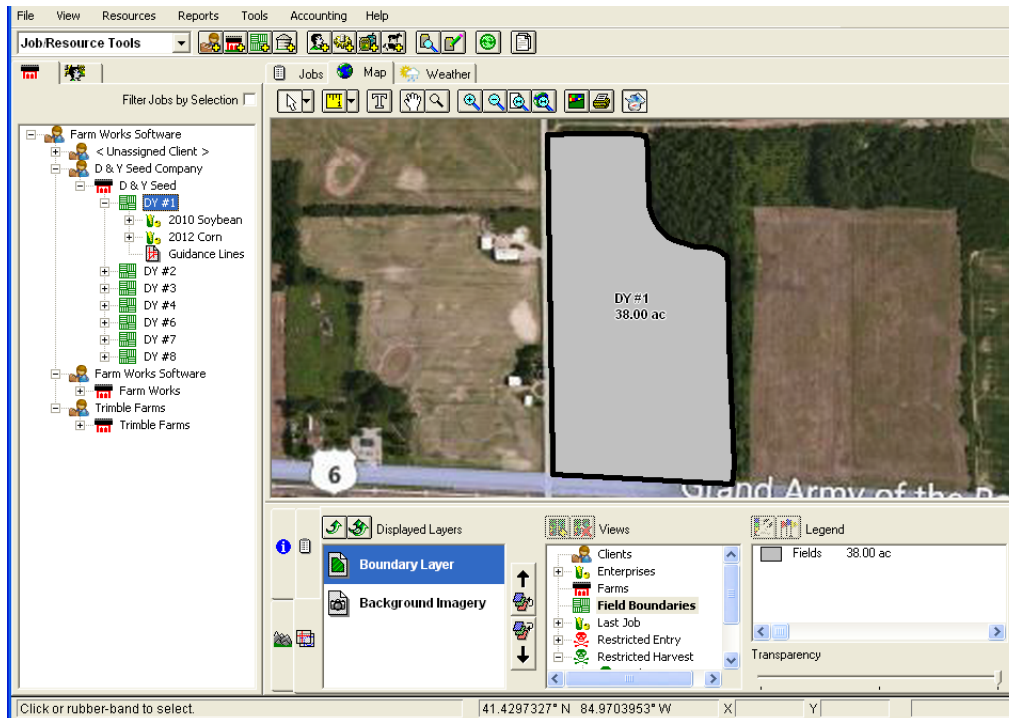 File View Resources Reports Tools Accounting Help
Job/Resource Tools
Jobs Map Weather
Filter Jobs by Selection
Farm Works Software
< Unassigned Client >
D & Y Seed Company
D & Y Seed
DY #1
2010 Soybean
2012 Corn
Guidance Lines
DY #2
DY #3
DY #4
DY #6
DY #7
DY #8
Farm Works Software
Farm Works
Trimble Farms
Trimble Farms
T
DY #1
38.00 ac
6
Grand Army of the
Displayed Layers
Boundary Layer
Background Imagery
Views
Clients
Enterprises
Farms
Field Boundaries
Last Job
Restricted Entry
Restricted Harvest
Legend
Fields 38.00 ac
Transparency
Click or rubber-band to select.
41.4297327° N 84.9703953° W X Y